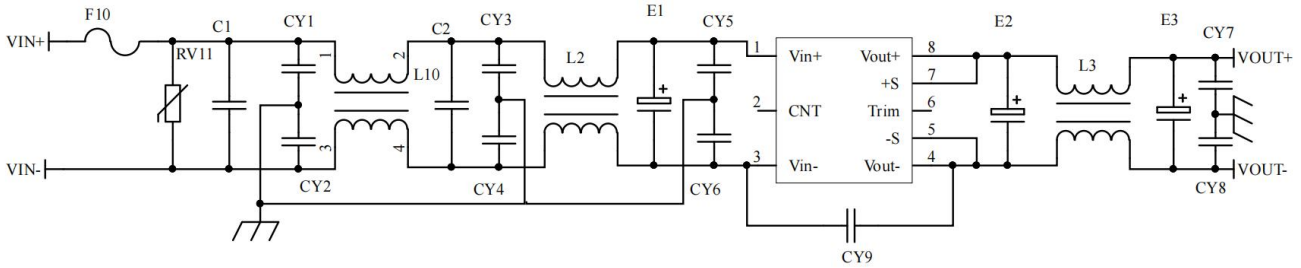 F10
C1
CY1
C2
CY3
E1
CY5
E2
E3
CY7
VIN+
RV11
1
2
L10
L2
1
Vin+
Vout+
8
L3
VOUT+
+S
7
+
2
CNT
Trim
6
+
+
-S
5
3
4
3
Vin-
Vout-
4
VIN-
VOUT-
CY2
CY4
CY6
CY8
CY9